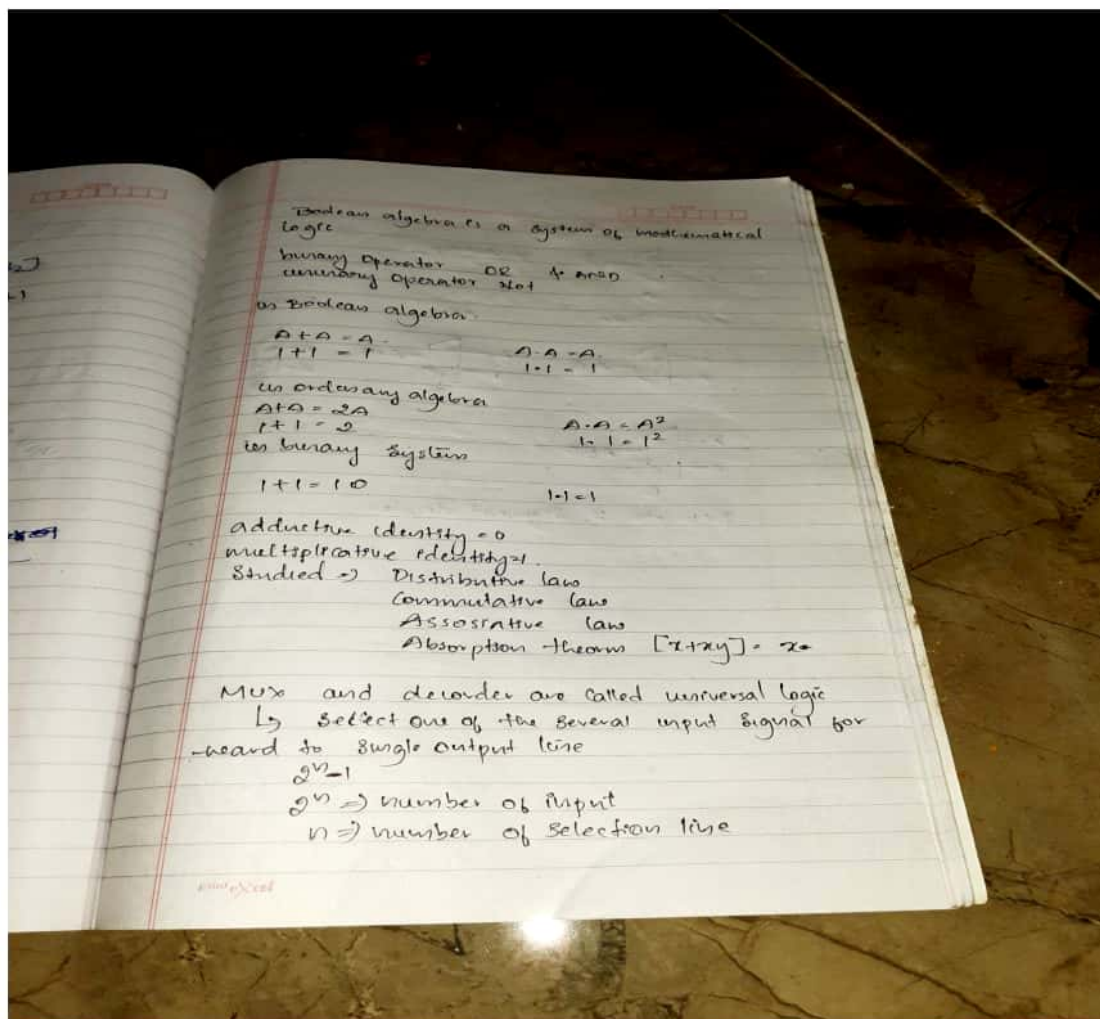 2]
Boolean algebra is a system of mathematical
logic
binary operator OR & AND
ununary operator Not
in Boolean algebra.
A+A = A.
1+1 = 1
A.A = A.
1.1 = 1
in ordinary algebra
A+A = 2A
1+1 = 2
A.A = A²
1.1 = 1²
in binary system
1+1 = 10
1.1 = 1
additive identity = 0
multiplicative identity = 1.
Studied => Distributive law
Commutative law
Assosiative law
Absorption theorm [x+xy] = x
Mux and decorder are called universal logic
↳ select one of the several input signal for
-ward to single output line
2ⁿ-1
2ⁿ => number of input
n => number of selection line